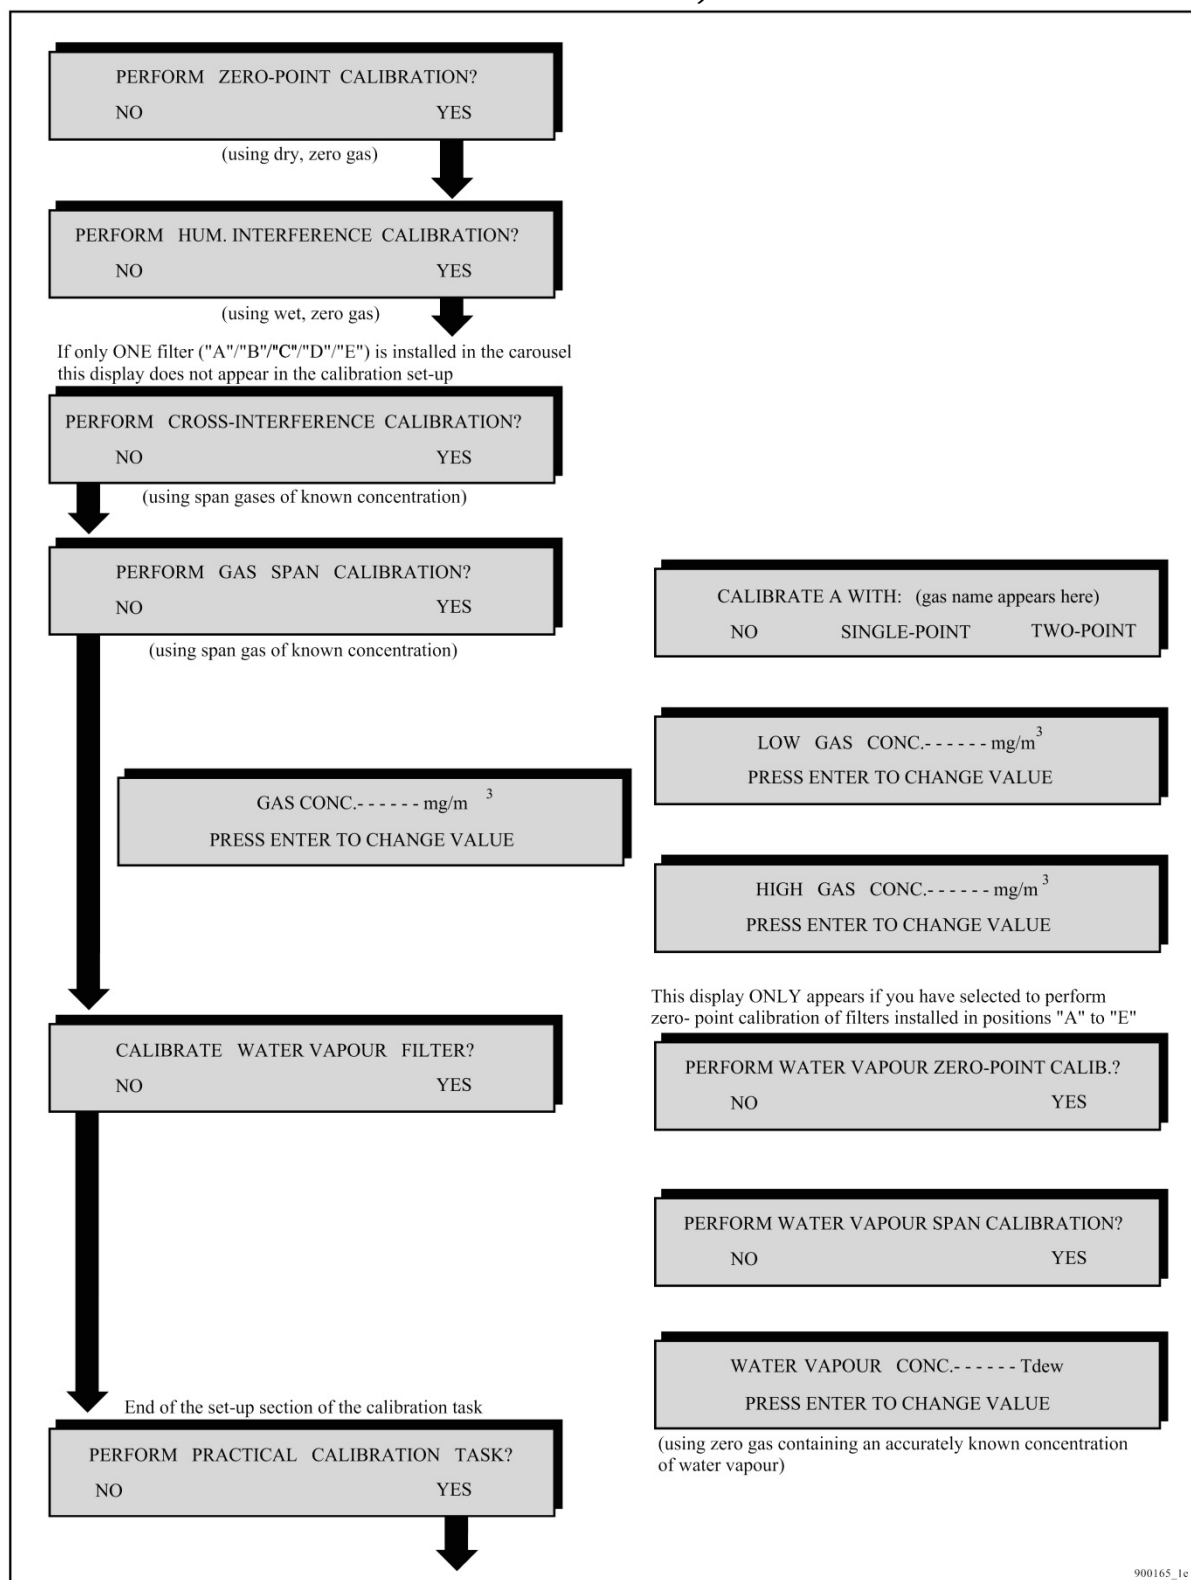 PERFORM ZERO-POINT CALIBRATION?
NO YES
(using dry, zero gas)
PERFORM HUM. INTERFERENCE CALIBRATION?
NO YES
(using wet, zero gas)
If only ONE filter ("A"/"B"/"C"/"D"/"E") is installed in the carousel
this display does not appear in the calibration set-up
PERFORM CROSS-INTERFERENCE CALIBRATION?
NO YES
(using span gases of known concentration)
PERFORM GAS SPAN CALIBRATION?
NO YES
(using span gas of known concentration)
CALIBRATE A WITH: (gas name appears here)
NO SINGLE-POINT TWO-POINT
LOW GAS CONC.- - - - - - mg/m³
PRESS ENTER TO CHANGE VALUE
GAS CONC.- - - - - - mg/m ³
PRESS ENTER TO CHANGE VALUE
HIGH GAS CONC.- - - - - - mg/m³
PRESS ENTER TO CHANGE VALUE
This display ONLY appears if you have selected to perform
zero- point calibration of filters installed in positions "A" to "E"
CALIBRATE WATER VAPOUR FILTER?
NO YES
PERFORM WATER VAPOUR ZERO-POINT CALIB.?
NO YES
PERFORM WATER VAPOUR SPAN CALIBRATION?
NO YES
WATER VAPOUR CONC.- - - - - - Tdew
PRESS ENTER TO CHANGE VALUE
(using zero gas containing an accurately known concentration
of water vapour)
End of the set-up section of the calibration task
PERFORM PRACTICAL CALIBRATION TASK?
NO YES
900165_1e